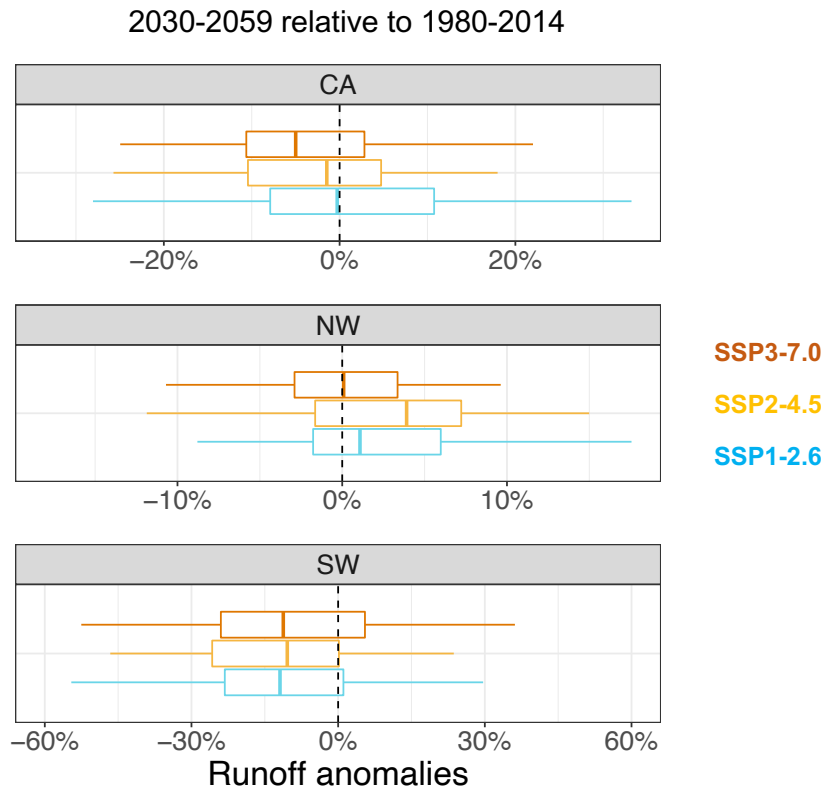 2030-2059 relative to 1980-2014
CA
−20% 0% 20%
NW
−10% 0% 10%
SSP3-7.0
SSP2-4.5
SSP1-2.6
SW
−60% −30% 0% 30% 60%
Runoff anomalies